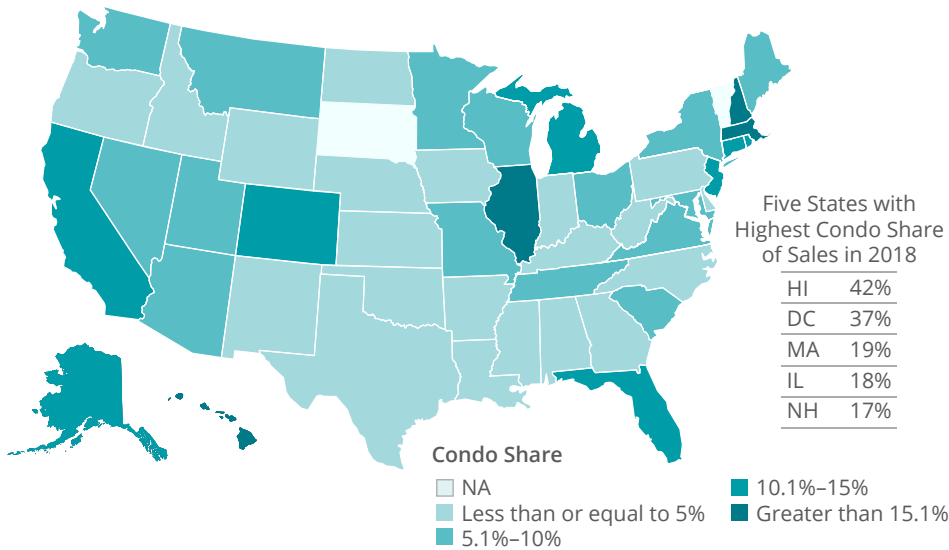 Five States with
Highest Condo Share
of Sales in 2018
HI 42%
DC 37%
MA 19%
IL 18%
NH 17%
Condo Share
NA
Less than or equal to 5%
5.1%–10%
10.1%–15%
Greater than 15.1%